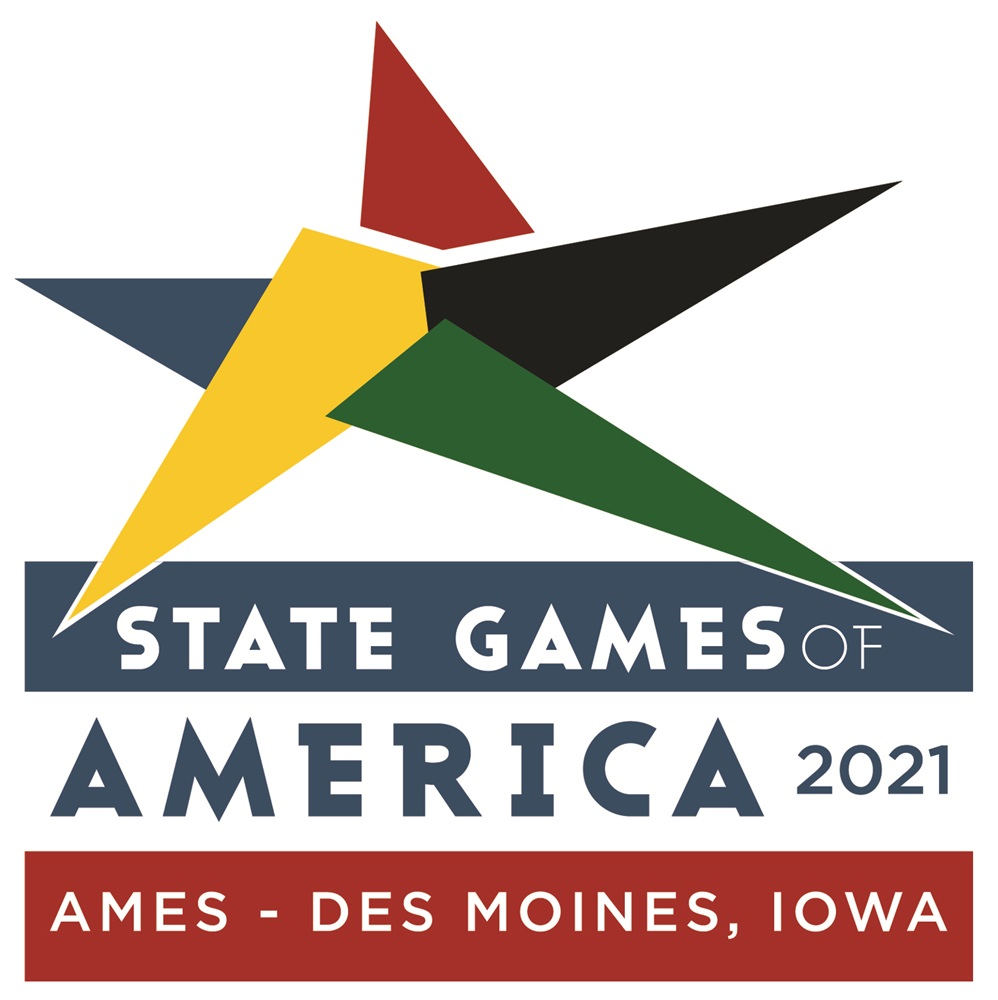 STATE GAMES OF
AMERICA 2021
AMES - DES MOINES, IOWA